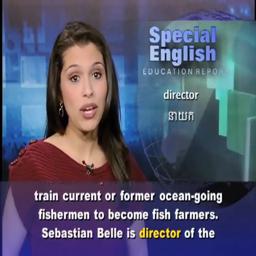 Special
English
EDUCATION REPORT
director
នាយក
train current or former ocean-going
fishermen to become fish farmers.
Sebastian Belle is director of the